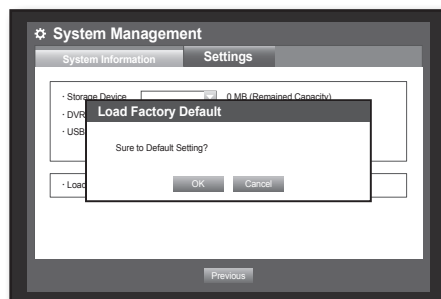 System Management
System Information Settings
· Storage Device 0 MB (Remained Capacity)
· DVR
· USB
Load Factory Default
Sure to Default Setting?
OK Cancel
· Load
Previous